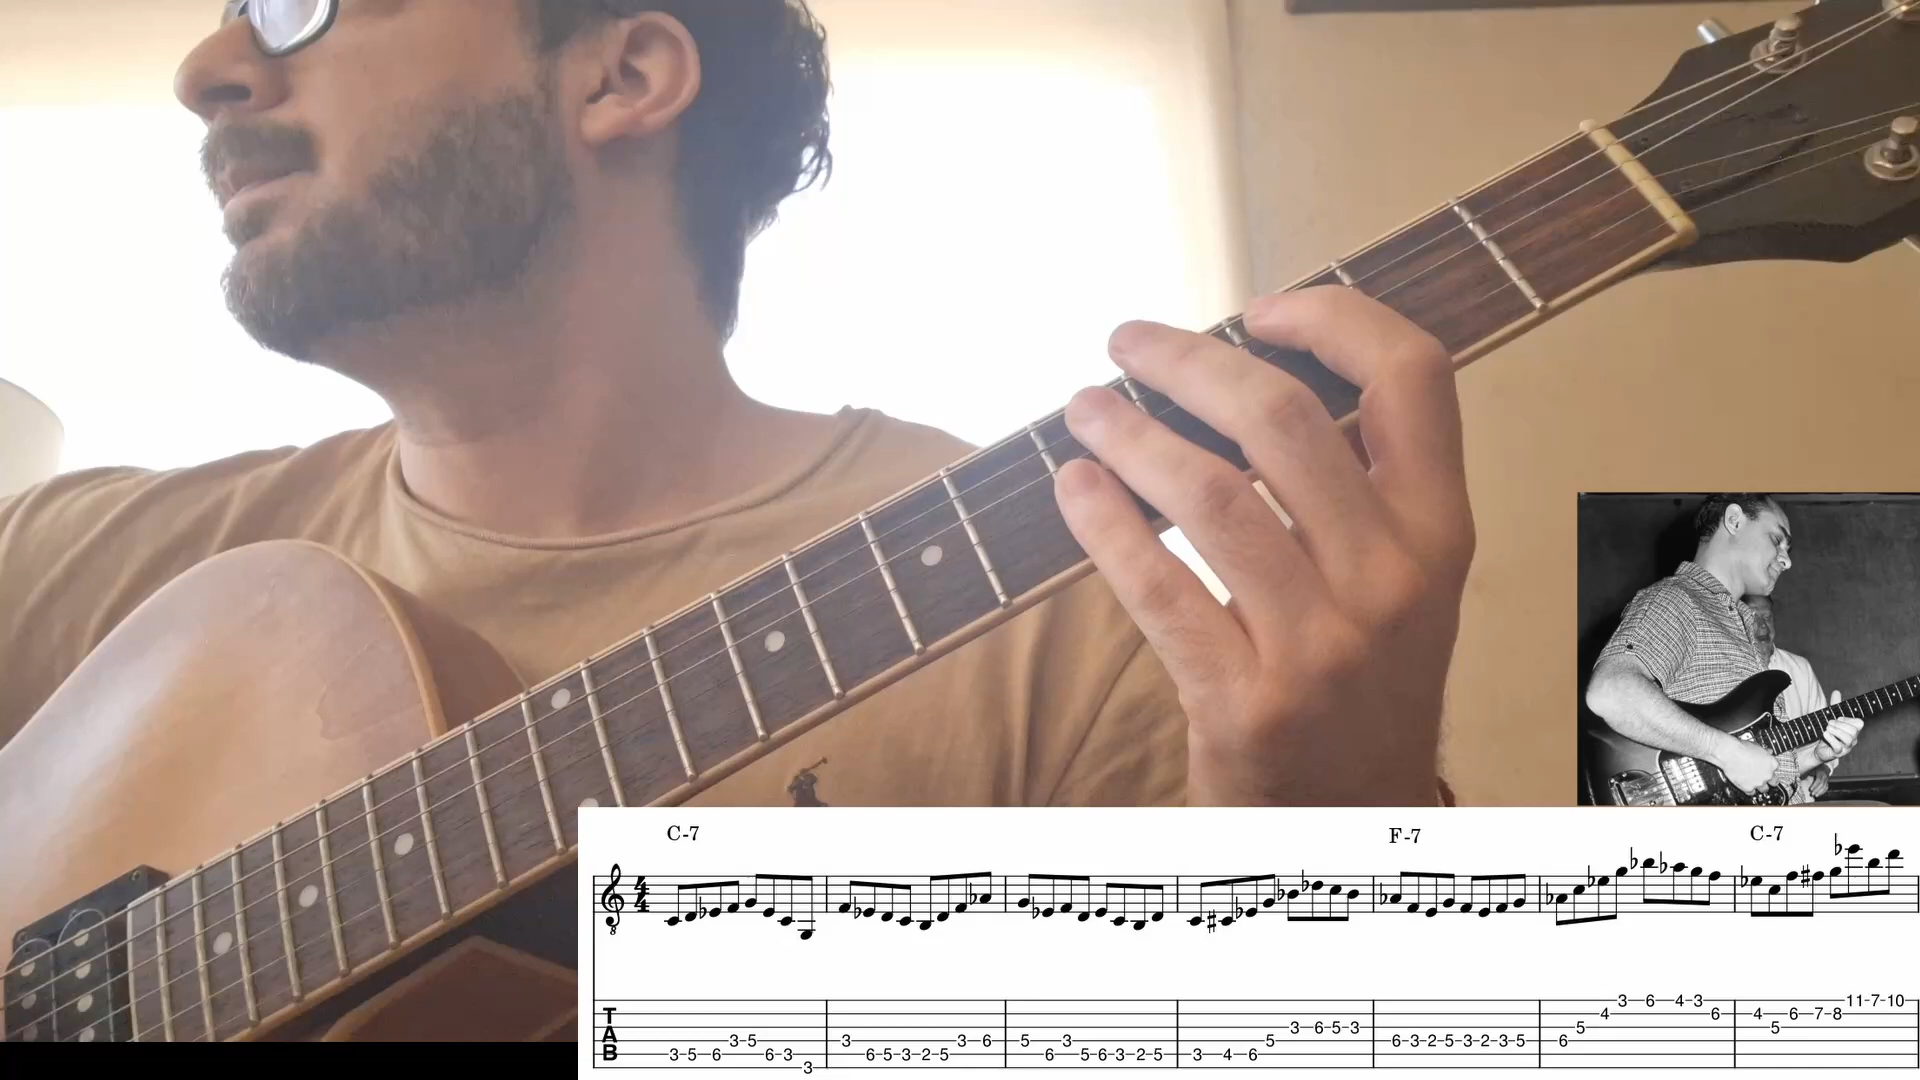 C-7 F-7 C-7
4
4
8
3 6 4-3 11-7-10
T 4 6 4 6 7-8
3 6-5-3 5 5
A 3-5 3 3 6 5 3 5 6-3-2-5-3-2-3-5 6
B 3-5 6 6-3 6-5-3-2-5 6 5-6-3-2-5 3 4-6
3